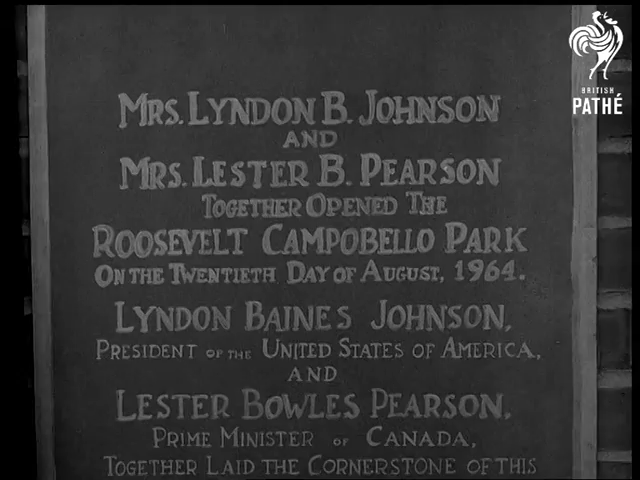 BRITISH
PATHÉ
MRS. LYNDON B. JOHNSON
AND
MRS. LESTER B. PEARSON
TOGETHER OPENED THE
ROOSEVELT CAMPOBELLO PARK
ON THE TWENTIETH DAY OF AUGUST, 1964.
LYNDON BAINES JOHNSON,
PRESIDENT OF THE UNITED STATES OF AMERICA,
AND
LESTER BOWLES PEARSON,
PRIME MINISTER OF CANADA,
TOGETHER LAID THE CORNERSTONE OF THIS